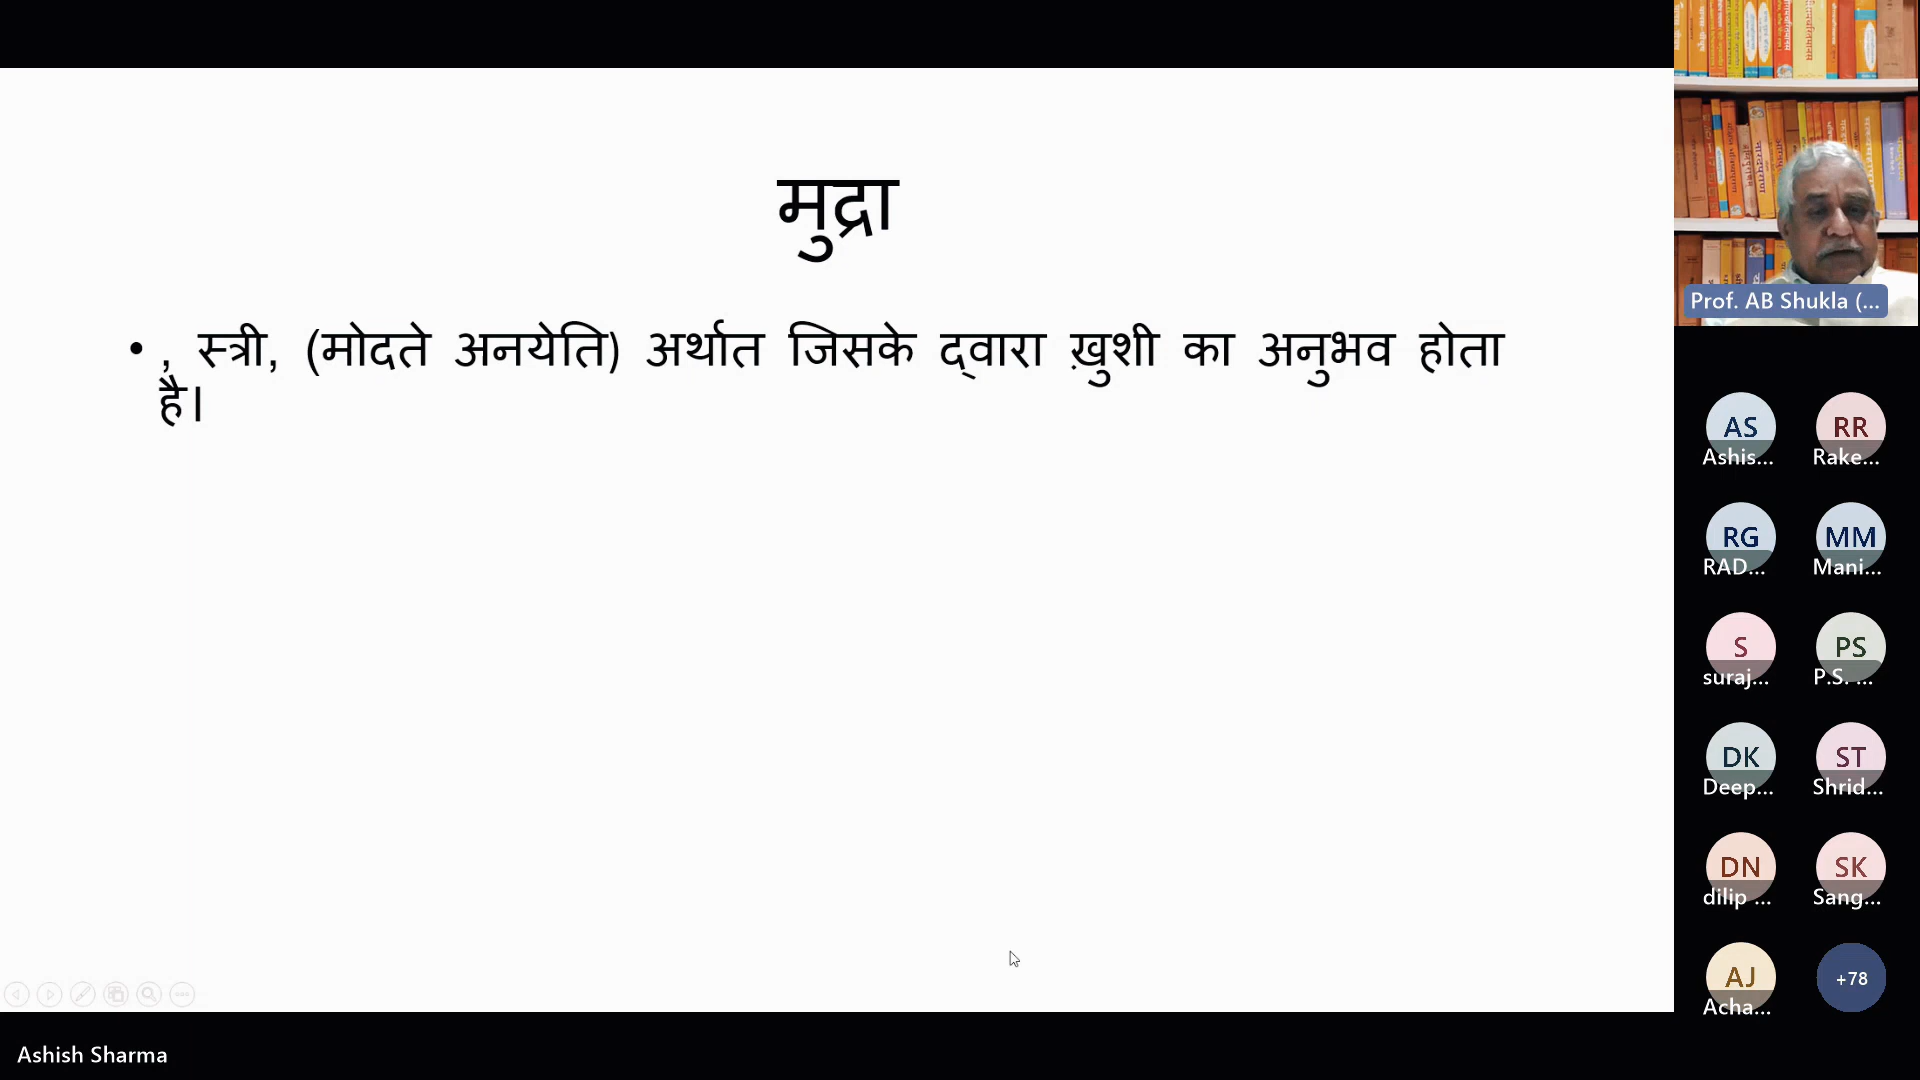 मुद्रा
• , स्त्री, (मोदते अनयेति) अर्थात जिसके द्वारा ख़ुशी का अनुभव होता
है।
Prof. AB Shukla (...
AS
Ashis...
RR
Rake...
RG
RAD...
MM
Mani...
S
suraj...
PS
P.S. ...
DK
Deep...
ST
Shrid...
DN
dilip ...
SK
Sang...
AJ
Acha...
+78
Ashish Sharma